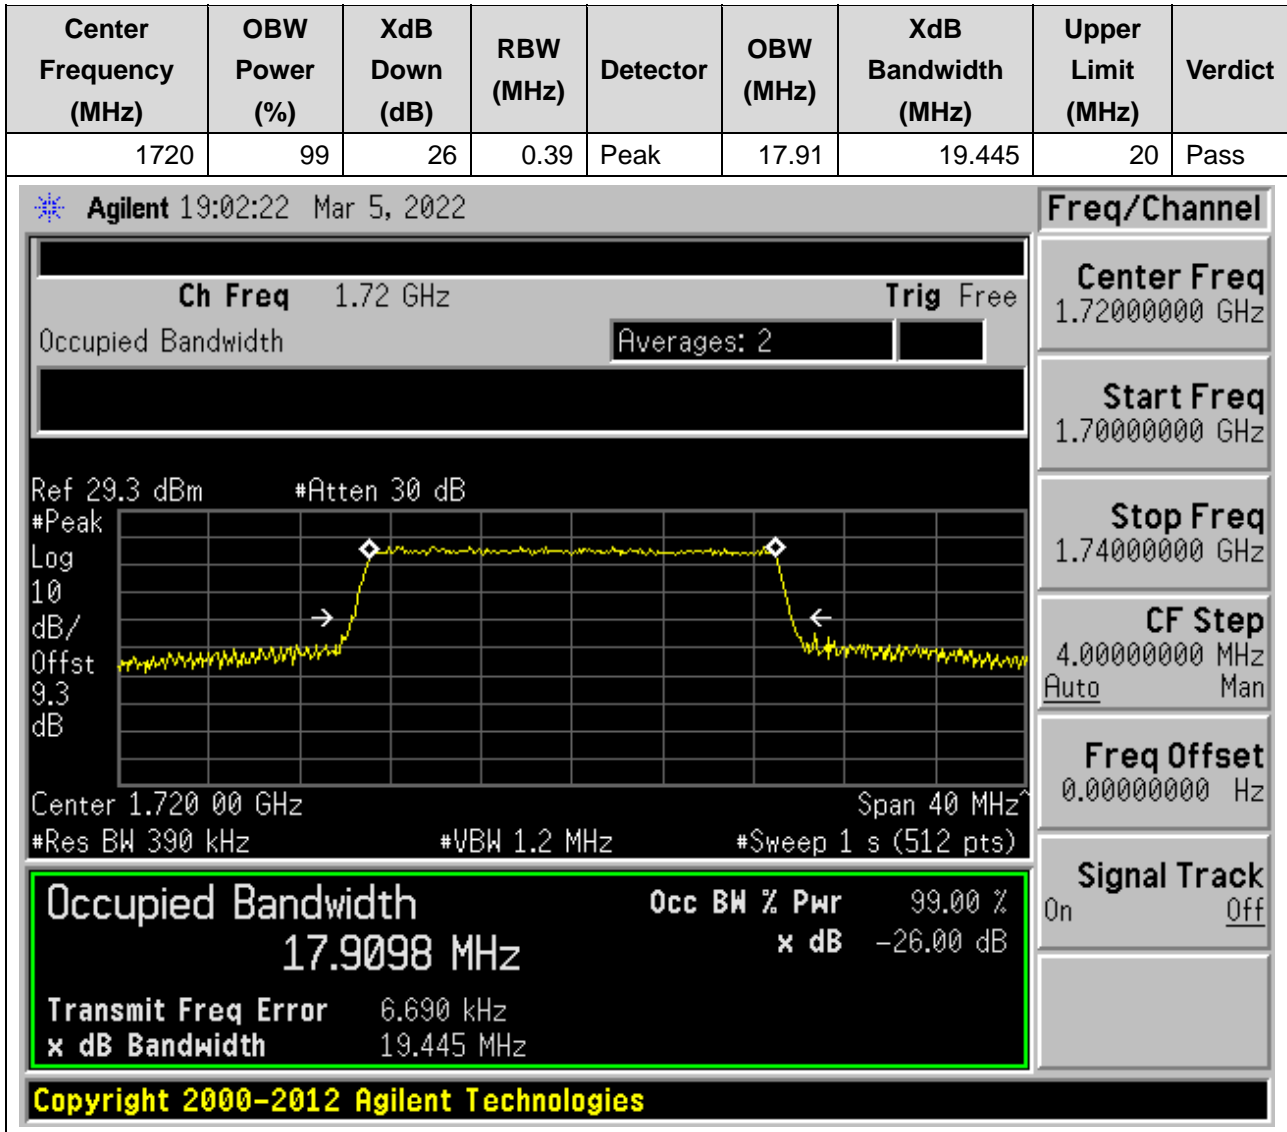 Center Frequency (MHz) OBW Power (%) XdB Down (dB) RBW (MHz) Detector OBW (MHz) XdB Bandwidth (MHz) Upper Limit (MHz) Verdict
1720 99 26 0.39 Peak 17.91 19.445 20 Pass
Agilent 19:02:22 Mar 5, 2022
Freq/Channel
Ch Freq 1.72 GHz Trig Free
Occupied Bandwidth Averages: 2
Center Freq
1.72000000 GHz
Start Freq
1.70000000 GHz
Stop Freq
1.74000000 GHz
CF Step
4.00000000 MHz
Auto Man
Freq Offset
0.00000000 Hz
Signal Track
On Off
Ref 29.3 dBm #Atten 30 dB
#Peak
Log
10
dB/
Offst
9.3
dB
Center 1.720 00 GHz Span 40 MHz^
#Res BW 390 kHz #VBW 1.2 MHz #Sweep 1 s (512 pts)
Occupied Bandwidth Occ BW % Pwr 99.00 %
17.9098 MHz x dB -26.00 dB
Transmit Freq Error 6.690 kHz
x dB Bandwidth 19.445 MHz
Copyright 2000-2012 Agilent Technologies